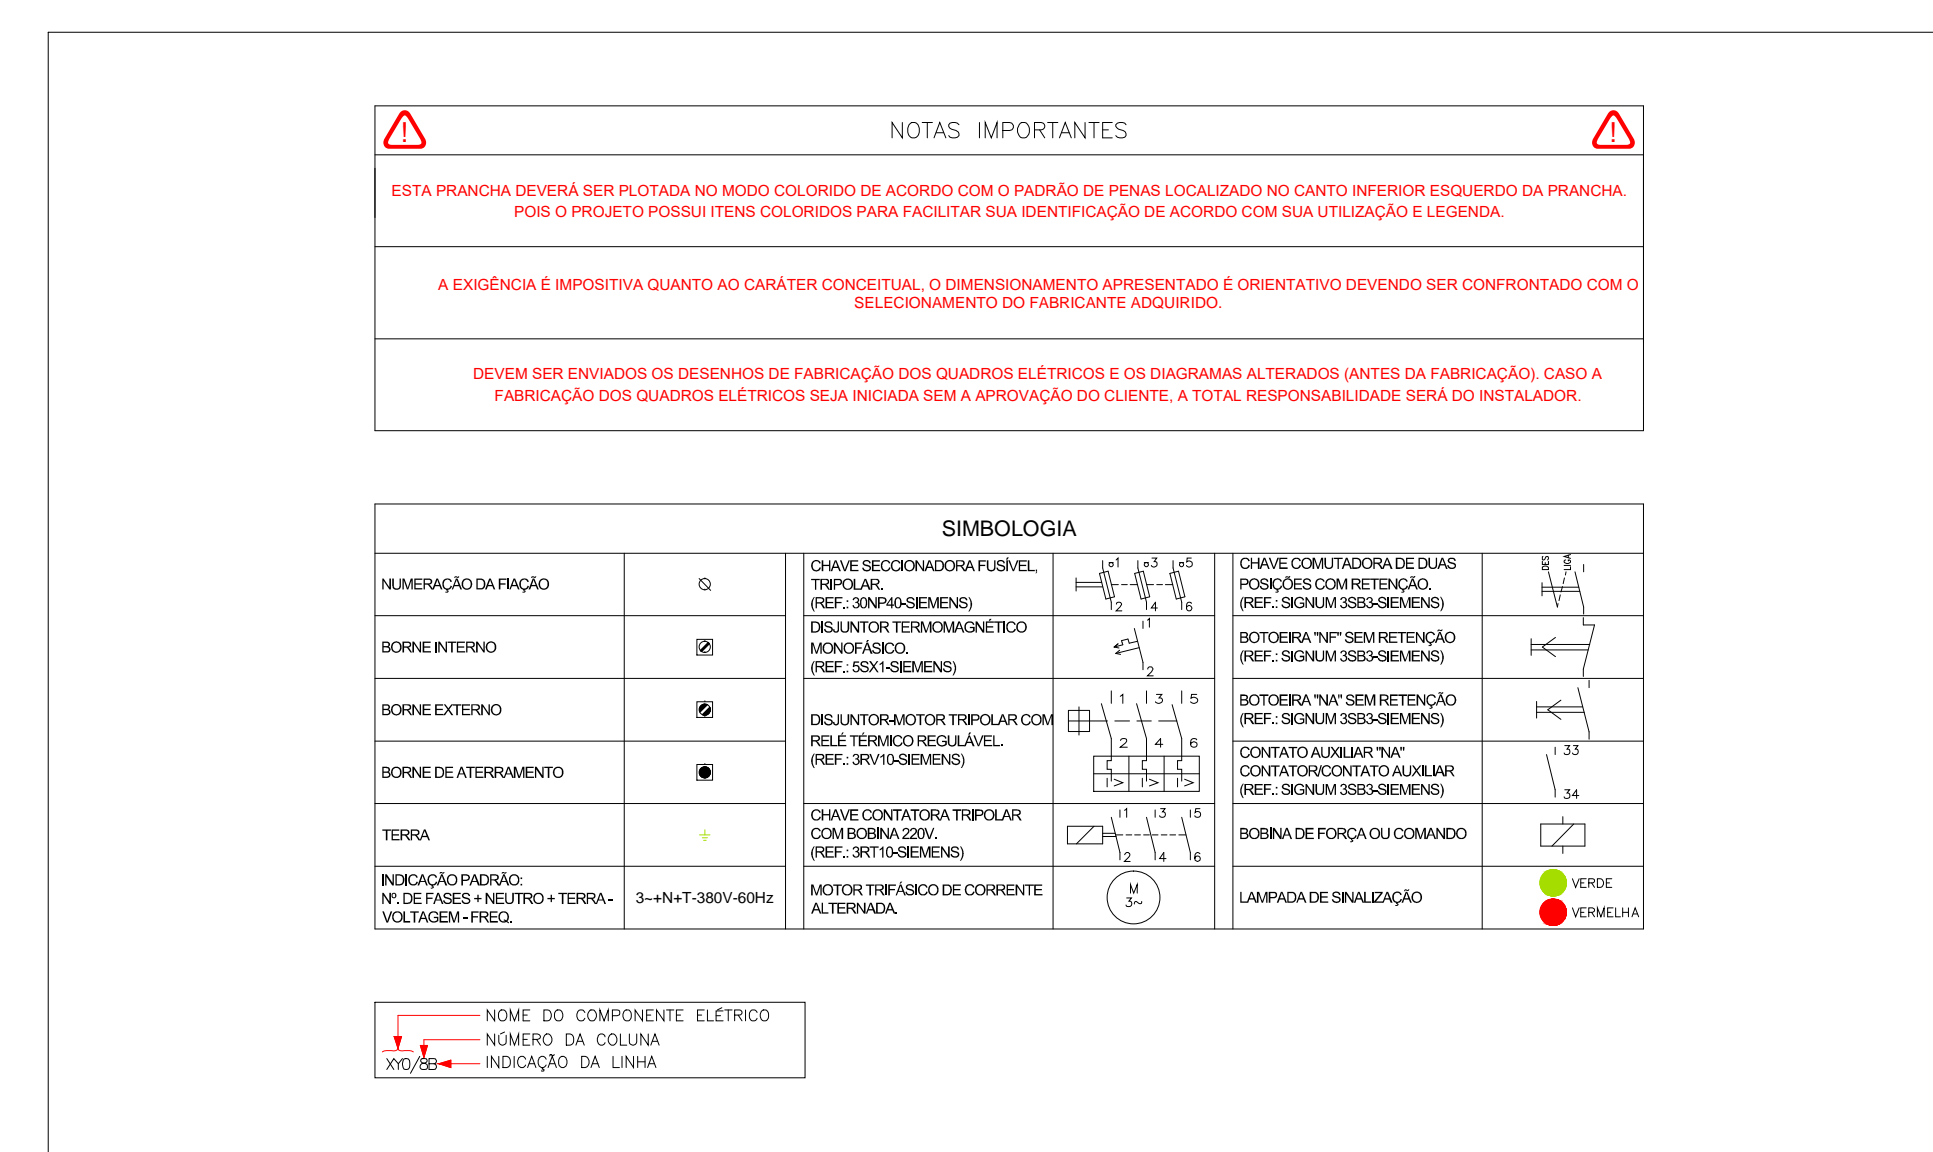 NOTAS IMPORTANTES
ESTA PRANCHA DEVERÁ SER PLOTADA NO MODO COLORIDO DE ACORDO COM O PADRÃO DE PENAS LOCALIZADO NO CANTO INFERIOR ESQUERDO DA PRANCHA.
POIS O PROJETO POSSUI ITENS COLORIDOS PARA FACILITAR SUA IDENTIFICAÇÃO DE ACORDO COM SUA UTILIZAÇÃO E LEGENDA.
A EXIGÊNCIA É IMPOSITIVA QUANTO AO CARÁTER CONCEITUAL, O DIMENSIONAMENTO APRESENTADO É ORIENTATIVO DEVENDO SER CONFRONTADO COM O
SELECIONAMENTO DO FABRICANTE ADQUIRIDO.
DEVEM SER ENVIADOS OS DESENHOS DE FABRICAÇÃO DOS QUADROS ELÉTRICOS E OS DIAGRAMAS ALTERADOS (ANTES DA FABRICAÇÃO). CASO A
FABRICAÇÃO DOS QUADROS ELÉTRICOS SEJA INICIADA SEM A APROVAÇÃO DO CLIENTE, A TOTAL RESPONSABILIDADE SERÁ DO INSTALADOR.
SIMBOLOGIA
NUMERAÇÃO DA FIAÇÃO
BORNE INTERNO
BORNE EXTERNO
BORNE DE ATERRAMENTO
TERRA
INDICAÇÃO PADRÃO:
Nº. DE FASES + NEUTRO + TERRA -
VOLTAGEM - FREQ.
3~+N+T-380V-60Hz
CHAVE SECCIONADORA FUSÍVEL,
TRIPOLAR.
(REF.: 30NP40-SIEMENS)
1 3 5
2 4 6
DISJUNTOR TERMOMAGNÉTICO
MONOFÁSICO.
(REF.: 5SX1-SIEMENS)
1
2
DISJUNTOR-MOTOR TRIPOLAR COM
RELÉ TÉRMICO REGULÁVEL.
(REF.: 3RV10-SIEMENS)
1 3 5
2 4 6
I> I> I>
CHAVE CONTATORA TRIPOLAR
COM BOBINA 220V.
(REF.: 3RT10-SIEMENS)
1 3 5
2 4 6
MOTOR TRIFÁSICO DE CORRENTE
ALTERNADA.
M
3~
CHAVE COMUTADORA DE DUAS
POSIÇÕES COM RETENÇÃO.
(REF.: SIGNUM 3SB3-SIEMENS)
DES
LIGA
BOTOEIRA "NF" SEM RETENÇÃO
(REF.: SIGNUM 3SB3-SIEMENS)
BOTOEIRA "NA" SEM RETENÇÃO
(REF.: SIGNUM 3SB3-SIEMENS)
CONTATO AUXILIAR "NA"
CONTATOR/CONTATO AUXILIAR
(REF.: SIGNUM 3SB3-SIEMENS)
33
34
BOBINA DE FORÇA OU COMANDO
LAMPADA DE SINALIZAÇÃO
VERDE
VERMELHA
NOME DO COMPONENTE ELÉTRICO
NÚMERO DA COLUNA
XY0/8B INDICAÇÃO DA LINHA